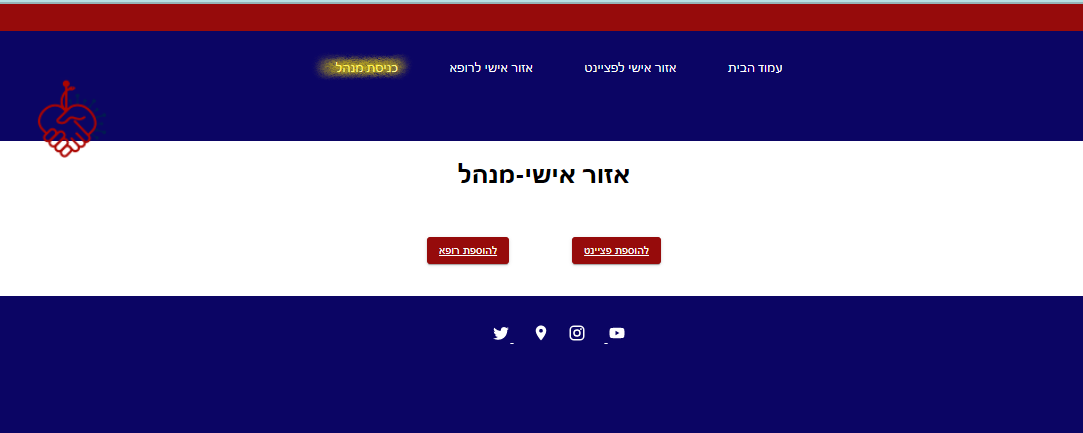 עמוד הבית אזור אישי לפציינט אזור אישי לרופא כניסת מנהל
אזור אישי-מנהל
להוספת פציינט להוספת רופא